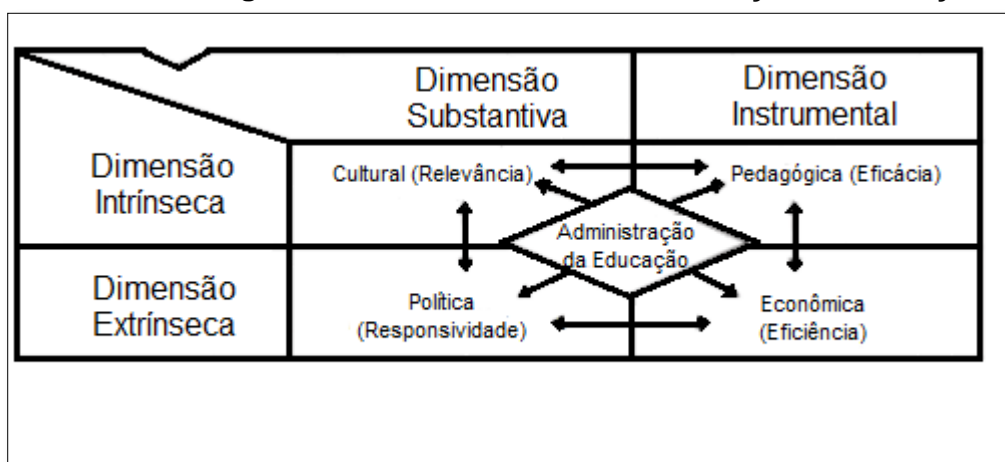 Dimensão
Substantiva
Dimensão
Instrumental
Dimensão
Intrínseca
Cultural (Relevância)
Pedagógica (Eficácia)
Administração
da Educação
Dimensão
Extrínseca
Política
(Responsividade)
Econômica
(Eficiência)